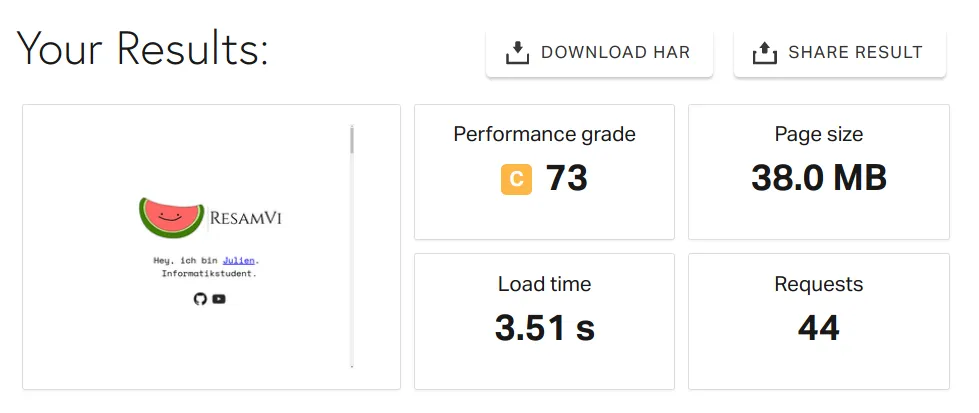 Your Results:
DOWNLOAD HAR
SHARE RESULT
RESAMVI
Hey, ich bin Julien.
Informatikstudent.
Performance grade
C 73
Page size
38.0 MB
Load time
3.51 s
Requests
44